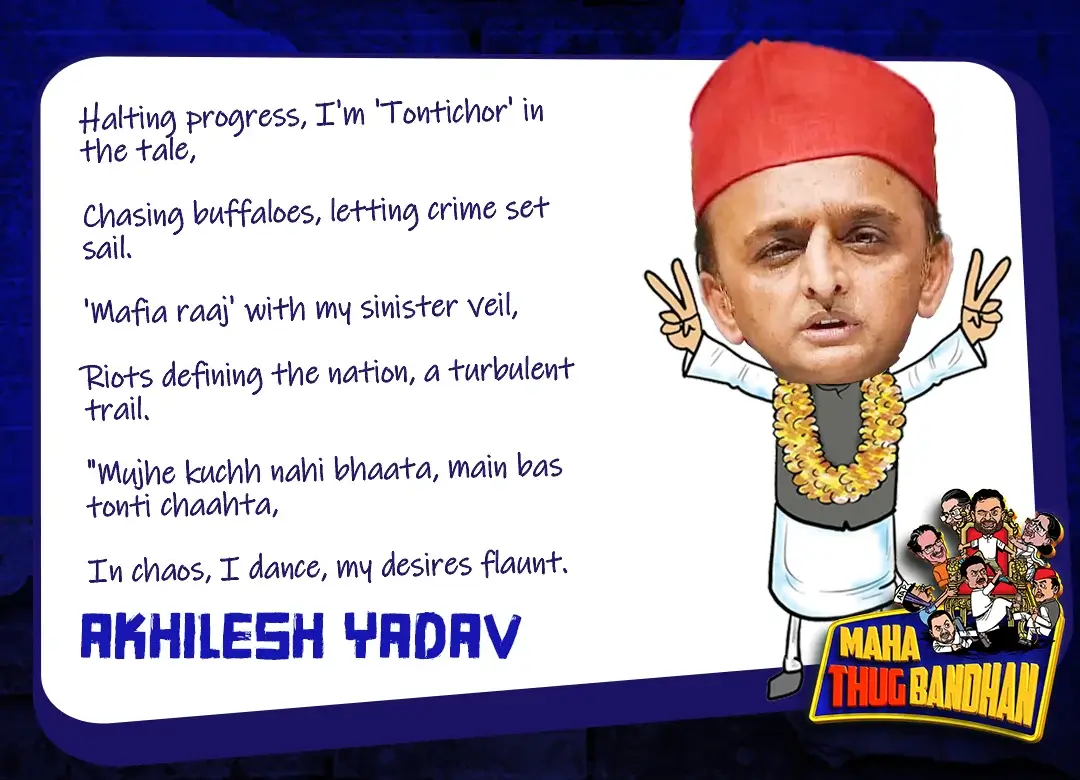 Halting progress, I'm 'Tontichor' in
the tale,
Chasing buffaloes, letting crime set
sail.
'Mafia raaj' with my sinister veil,
Riots defining the nation, a turbulent
trail.
"Mujhe kuchh nahi bhaata, main bas
tonti chaahta,
In chaos, I dance, my desires flaunt.
AKHILESH YADAV
AAP
MAHA
THUGBANDHAN